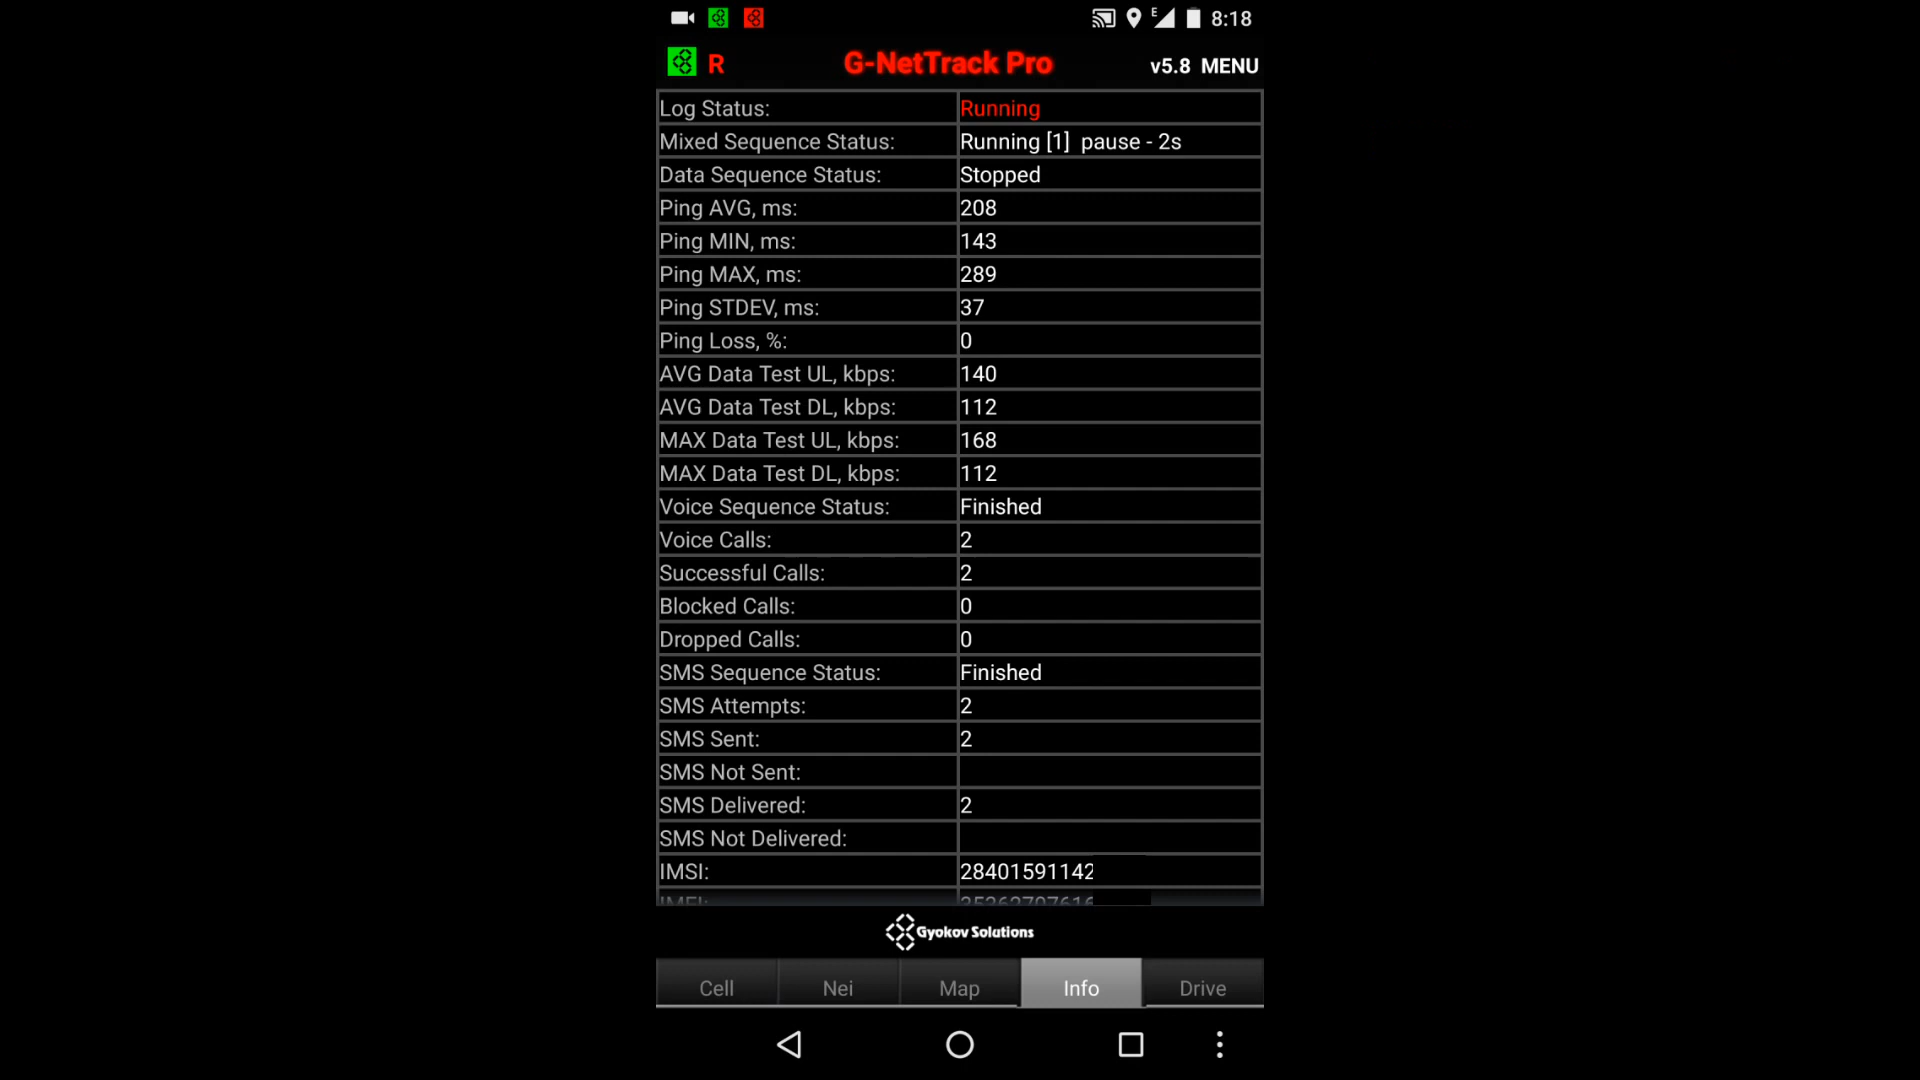 E 8:18
R G-NetTrack Pro v5.8 MENU
Log Status: Running
Mixed Sequence Status: Running [1] pause - 2s
Data Sequence Status: Stopped
Ping AVG, ms: 208
Ping MIN, ms: 143
Ping MAX, ms: 289
Ping STDEV, ms: 37
Ping Loss, %: 0
AVG Data Test UL, kbps: 140
AVG Data Test DL, kbps: 112
MAX Data Test UL, kbps: 168
MAX Data Test DL, kbps: 112
Voice Sequence Status: Finished
Voice Calls: 2
Successful Calls: 2
Blocked Calls: 0
Dropped Calls: 0
SMS Sequence Status: Finished
SMS Attempts: 2
SMS Sent: 2
SMS Not Sent:
SMS Delivered: 2
SMS Not Delivered:
IMSI: 28401591142
IMEI:
Gyokov Solutions
Cell Nei Map Info Drive